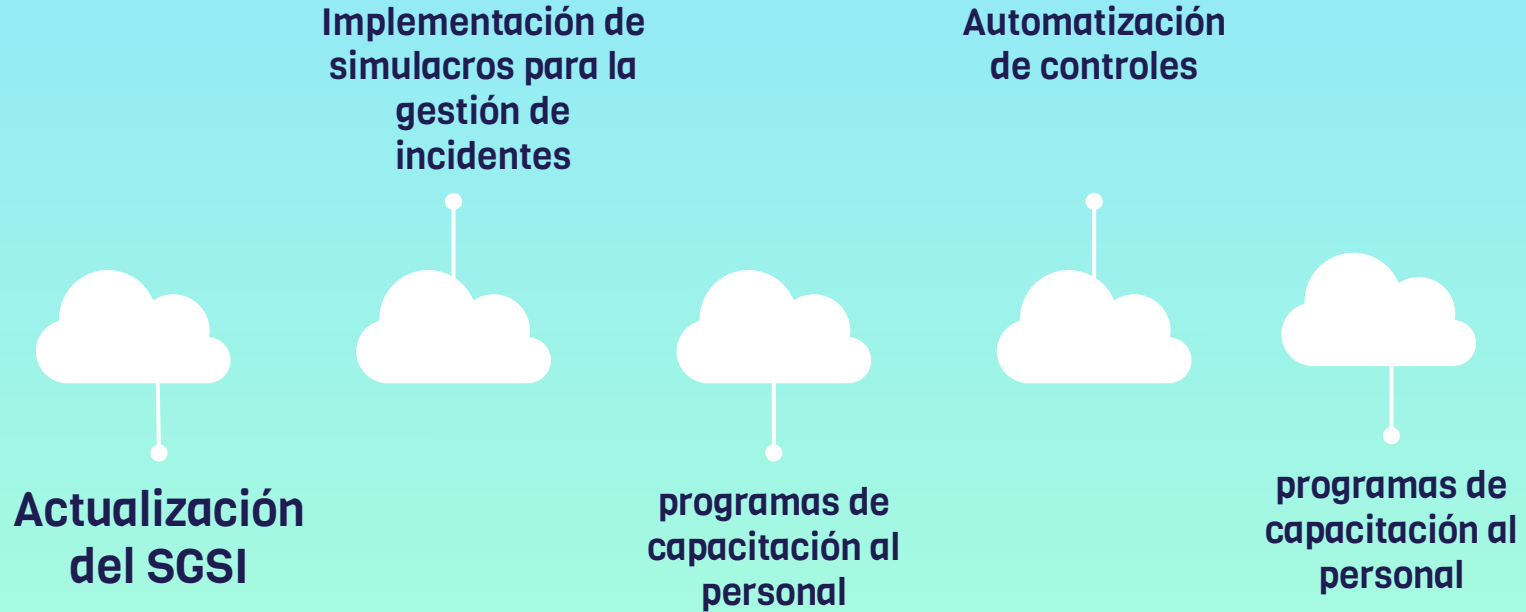 Implementación de
simulacros para la
gestión de
incidentes
Automatización
de controles
Actualización
del SGSI
programas de
capacitación al
personal
programas de
capacitación al
personal